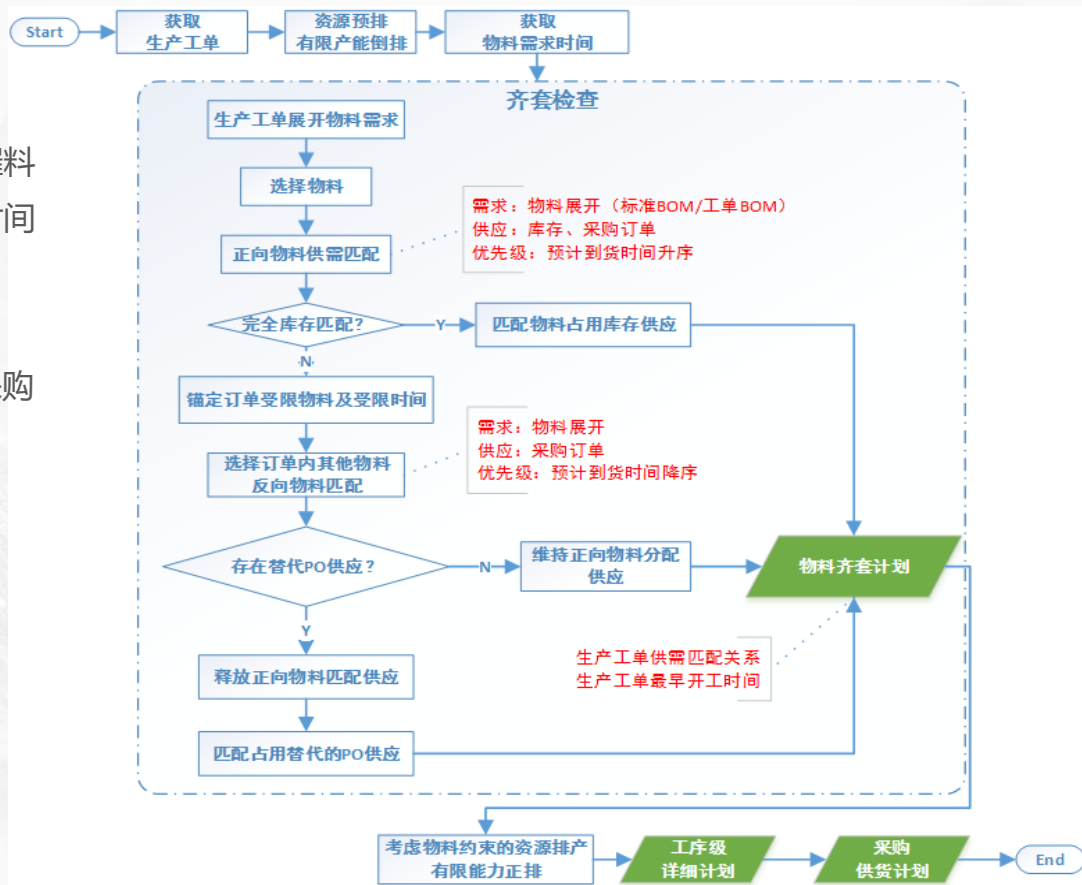 Start
获取
生产工单
资源预排
有限产能倒排
获取
物料需求时间
齐套检查
生产工单展开物料需求
料
选择物料
需求：物料展开（标准BOM/工单BOM）
供应：库存、采购订单
优先级：预计到货时间升序
间
正向物料供需匹配
完全库存匹配？
Y
匹配物料占用库存供应
N
购
锚定订单受限物料及受限时间
需求：物料展开
供应：采购订单
优先级：预计到货时间降序
选择订单内其他物料
反向物料匹配
存在替代PO供应？
N
维持正向物料分配
供应
物料齐套计划
Y
生产工单供需匹配关系
生产工单最早开工时间
释放正向物料匹配供应
匹配占用替代的PO供应
考虑物料约束的资源排产
有限能力正排
工序级
详细计划
采购
供货计划
End